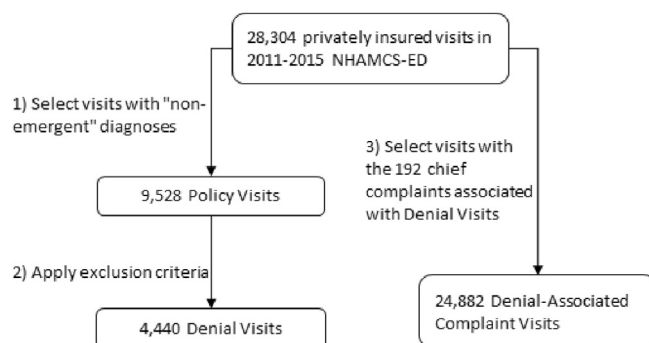 28,304 privately insured visits in
2011-2015 NHAMCS-ED
1) Select visits with "non-
emergent" diagnoses
9,528 Policy Visits
2) Apply exclusion criteria
4,440 Denial Visits
3) Select visits with
the 192 chief
complaints associated
with Denial Visits
24,882 Denial-Associated
Complaint Visits